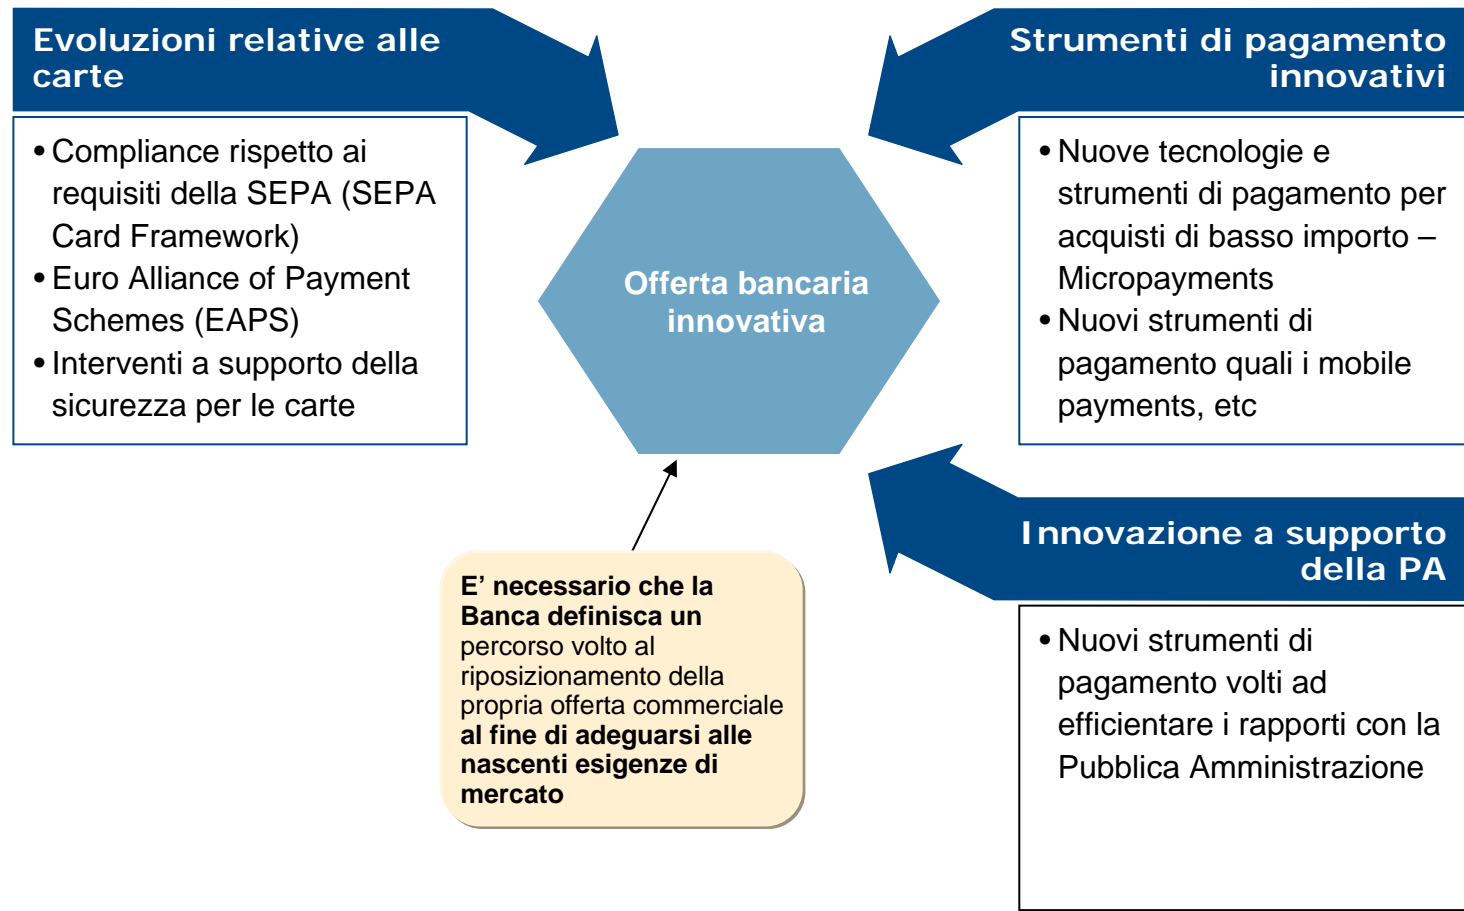 Evoluzioni relative alle
carte
• Compliance rispetto ai
requisiti della SEPA (SEPA
Card Framework)
• Euro Alliance of Payment
Schemes (EAPS)
• Interventi a supporto della
sicurezza per le carte
Strumenti di pagamento
innovativi
• Nuove tecnologie e
strumenti di pagamento per
acquisti di basso importo –
Micropayments
• Nuovi strumenti di
pagamento quali i mobile
payments, etc
Offerta bancaria
innovativa
Innovazione a supporto
della PA
• Nuovi strumenti di
pagamento volti ad
efficientare i rapporti con la
Pubblica Amministrazione
E’ necessario che la
Banca definisca un
percorso volto al
riposizionamento della
propria offerta commerciale
al fine di adeguarsi alle
nascenti esigenze di
mercato